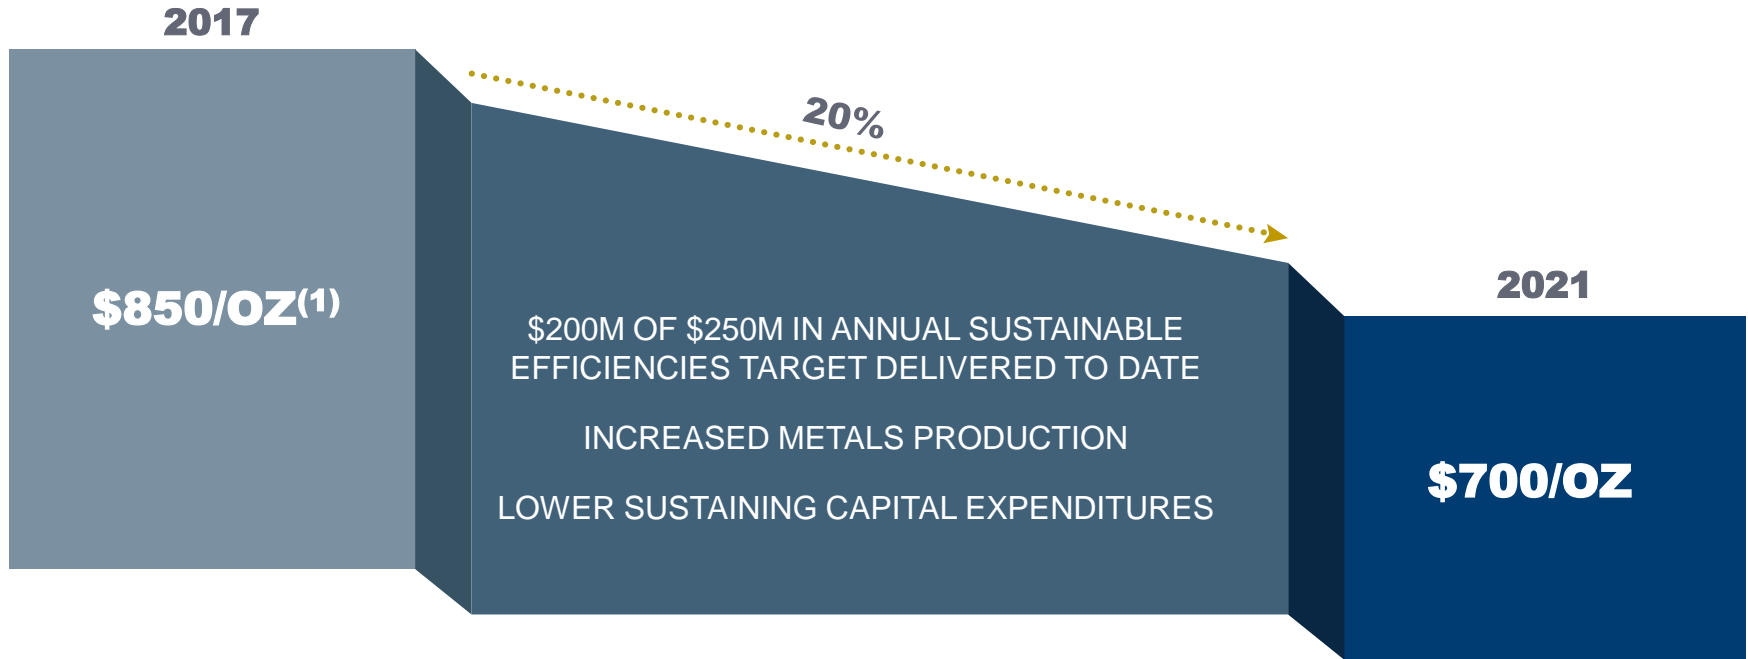 2017
20%
2021
$850/OZ(1)
$200M OF $250M IN ANNUAL SUSTAINABLE
EFFICIENCIES TARGET DELIVERED TO DATE
INCREASED METALS PRODUCTION
LOWER SUSTAINING CAPITAL EXPENDITURES
$700/OZ